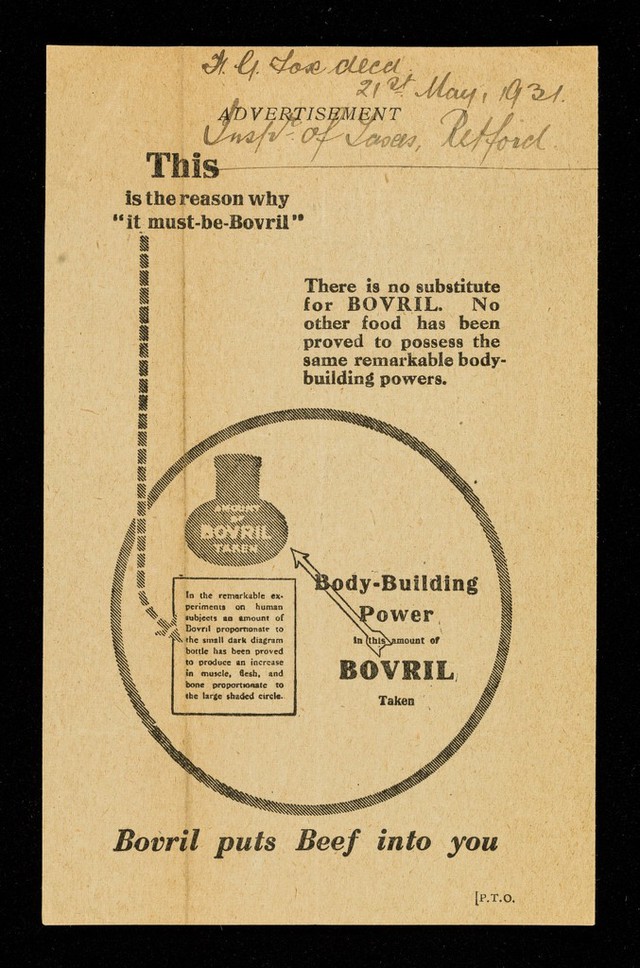 F. G. Fox decd.
21st May, 1931.
ADVERTISEMENT
Inspr. of Taxes, Retford.
This
is the reason why
"it must-be-Bovril"
There is no substitute
for BOVRIL. No
other food has been
proved to possess the
same remarkable body-
building powers.
AMOUNT
OF
BOVRIL
TAKEN
In the remarkable ex-
periments on human
subjects an amount of
Bovril proportionate to
the small dark diagram
bottle has been proved
to produce an increase
in muscle, flesh, and
bone proportionate to
the large shaded circle.
Body-Building
Power
in this amount of
BOVRIL
Taken
Bovril puts Beef into you
[P.T.O.